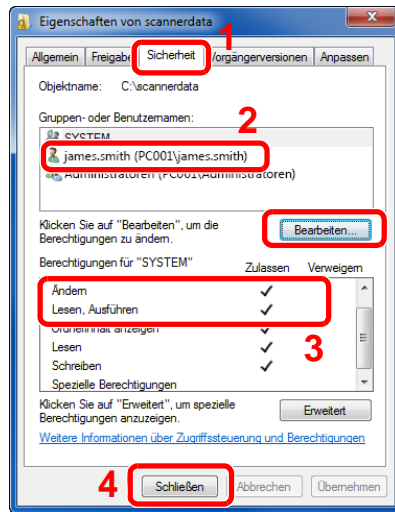 Eigenschaften von scannerdata
1
Allgemein Freigabe Sicherheit Vorgängerversionen Anpassen
Objektname: C:\scannerdata
Gruppen- oder Benutzernamen:
2
SYSTEM
james.smith (PC001\james.smith)
Administratoren (PC001\Administratoren)
Klicken Sie auf "Bearbeiten", um die
Berechtigungen zu ändern.
Bearbeiten...
Berechtigungen für "SYSTEM" Zulassen Verweigern
Ändern
Lesen, Ausführen
Ordnerinhalt anzeigen
3
Lesen
Schreiben
Spezielle Berechtigungen
Klicken Sie auf "Erweitert", um spezielle
Berechtigungen anzuzeigen.
Erweitert
Weitere Informationen über Zugriffssteuerung und Berechtigungen
4
Schließen Abbrechen Übernehmen